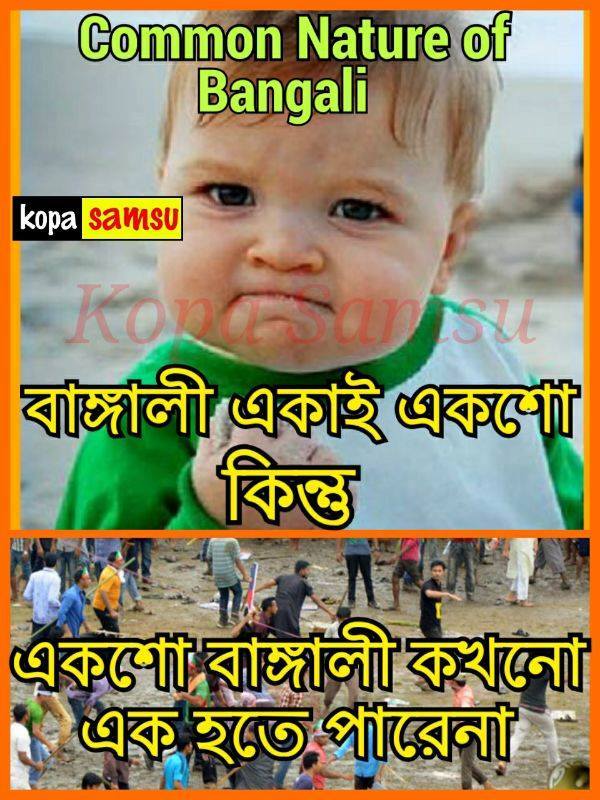 Common Nature of
Bangali
kopa samsu
Kopa Samsu
বাঙ্গালী একাই একশো
কিন্তু
একশো বাঙ্গালী কখনো
এক হতে পারেনা